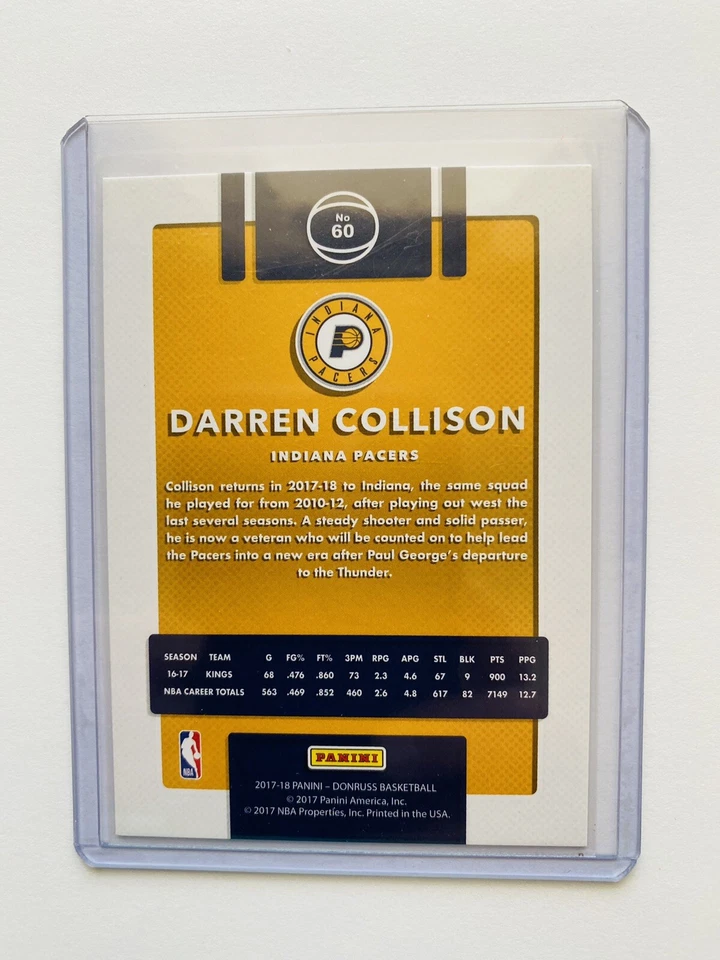 No
60
INDIANA
PACERS
DARREN COLLISON
INDIANA PACERS
Collison returns in 2017-18 to Indiana, the same squad
he played for from 2010-12, after playing out west the
last several seasons. A steady shooter and solid passer,
he is now a veteran who will be counted on to help lead
the Pacers into a new era after Paul George's departure
to the Thunder.
SEASON TEAM G FG% FT% 3PM RPG APG STL BLK PTS PPG
16-17 KINGS 68 .476 .860 73 2.3 4.6 67 9 900 13.2
NBA CAREER TOTALS 563 .469 .852 460 2.6 4.8 617 82 7149 12.7
NBA
PANINI
2017-18 PANINI – DONRUSS BASKETBALL
© 2017 Panini America, Inc.
© 2017 NBA Properties, Inc. Printed in the USA.